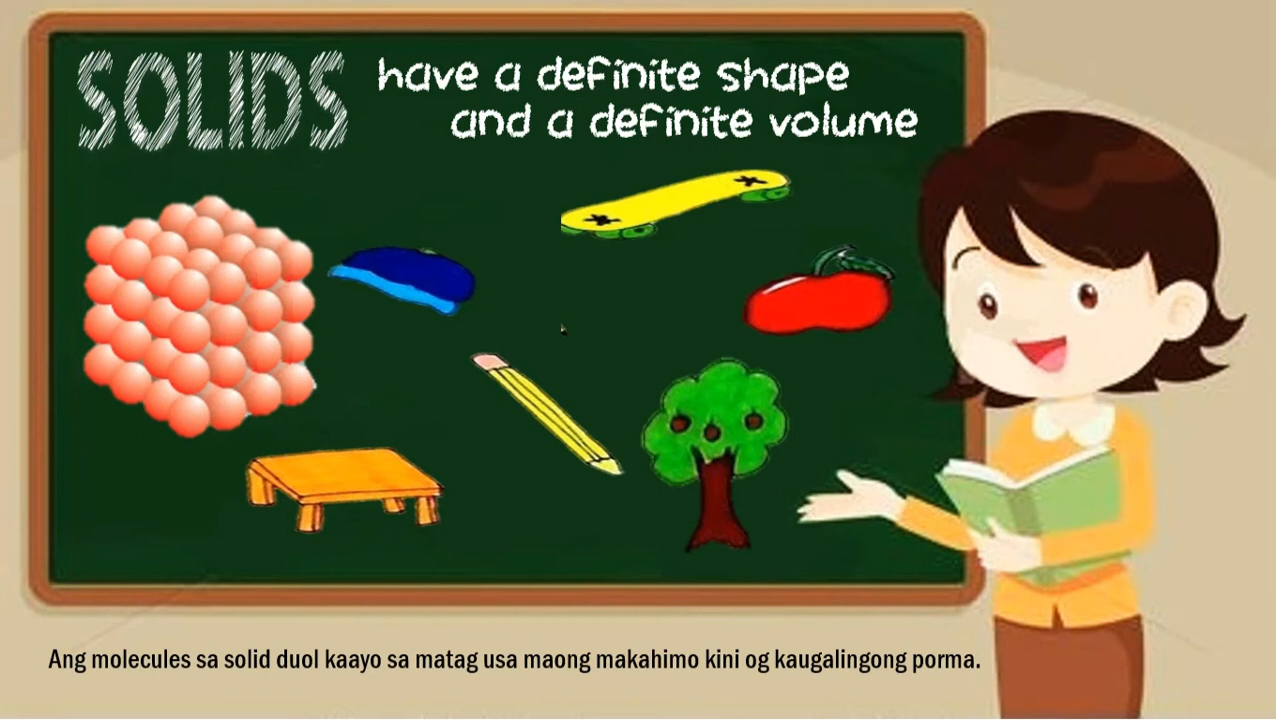 SOLIDS have a definite shape
and a definite volume
Ang molecules sa solid duol kaayo sa matag usa maong makahimo kini og kaugalingong porma.